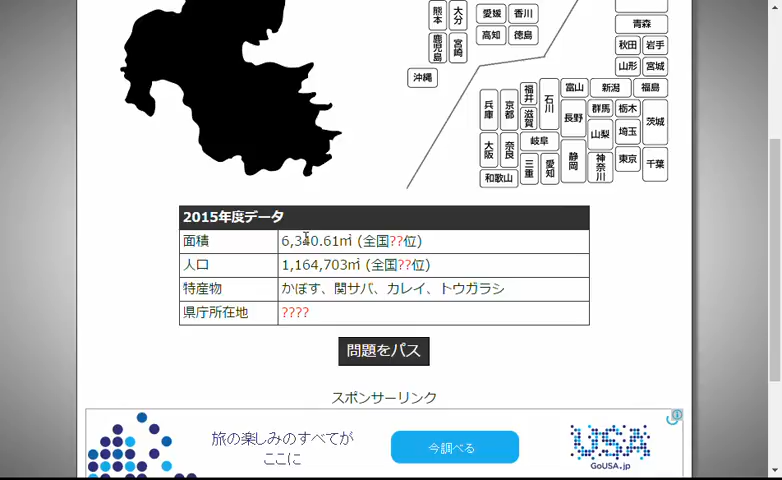 熊本 大分 愛媛 香川
鹿児島 宮崎 高知 徳島
沖縄
青森
秋田 岩手
山形 宮城
兵庫 京都 福井 石川 富山 新潟 福島
滋賀 長野 群馬 栃木 茨城
大阪 奈良 岐阜 山梨 埼玉
和歌山 三重 愛知 静岡 神奈川 東京 千葉
2015年度データ
面積 6,340.61㎡ (全国??位)
人口 1,164,703㎡ (全国??位)
特産物 かぼす、関サバ、カレイ、トウガラシ
県庁所在地 ????
問題をパス
スポンサーリンク
旅の楽しみのすべてが
ここに
今調べる
USA
GoUSA.jp